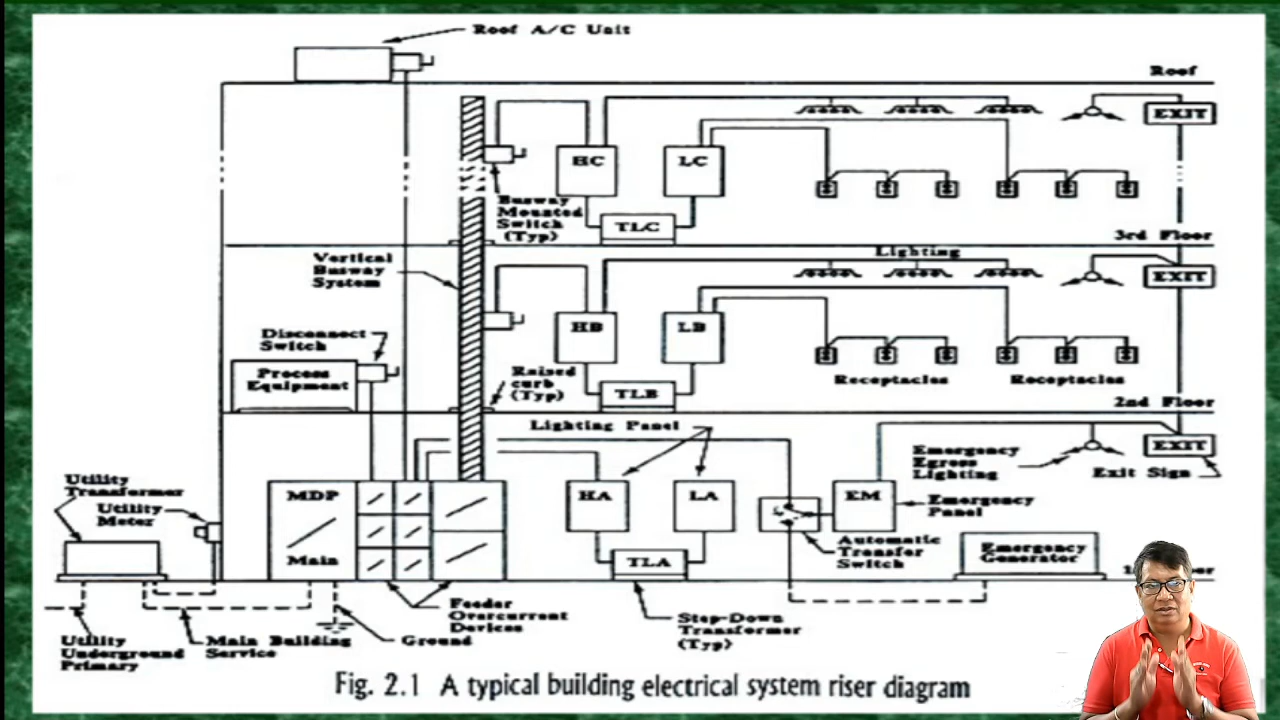 Roof A/C Unit
Roof
EXIT
HC
LC
Busway
Mounted
Switch
(Typ)
TLC
3rd Floor
Vertical
Busway
System
Lighting
EXIT
HB
LB
Disconnect
Switch
Process
Equipment
Raised
curb
(Typ)
TLB
Receptacles
Receptacles
2nd Floor
Lighting Panel
Emergency
Egress
Lighting
EXIT
Exit Sign
Utility
Transformer
Utility
Meter
MDP
Main
HA
LA
EM
Emergency
Panel
Automatic
Transfer
Switch
Emergency
Generator
TLA
Feeder
Overcurrent
Devices
Step-Down
Transformer
(Typ)
Utility
Underground
Primary
Main Building
Service
Ground
Fig. 2.1 A typical building electrical system riser diagram